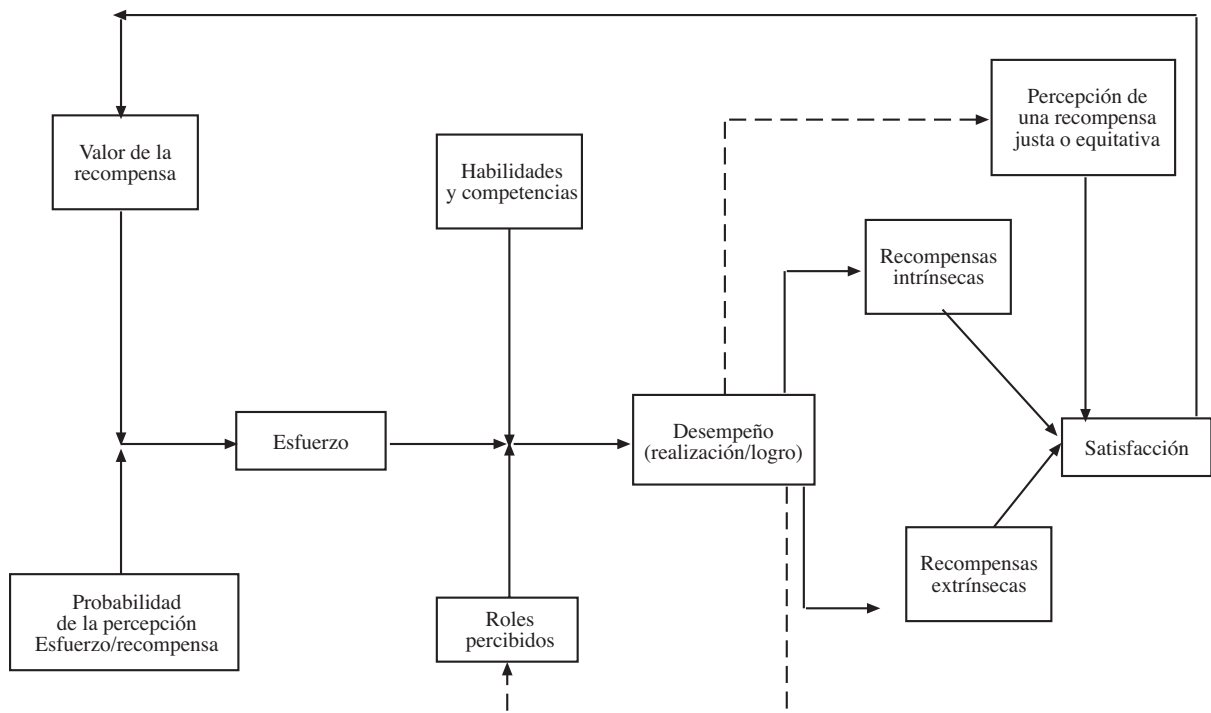 Percepción de
una recompensa
justa o equitativa
Valor de la
recompensa
Habilidades
y competencias
Recompensas
intrínsecas
Esfuerzo
Desempeño
(realización/logro)
Satisfacción
Recompensas
extrínsecas
Probabilidad
de la percepción
Esfuerzo/recompensa
Roles
percibidos